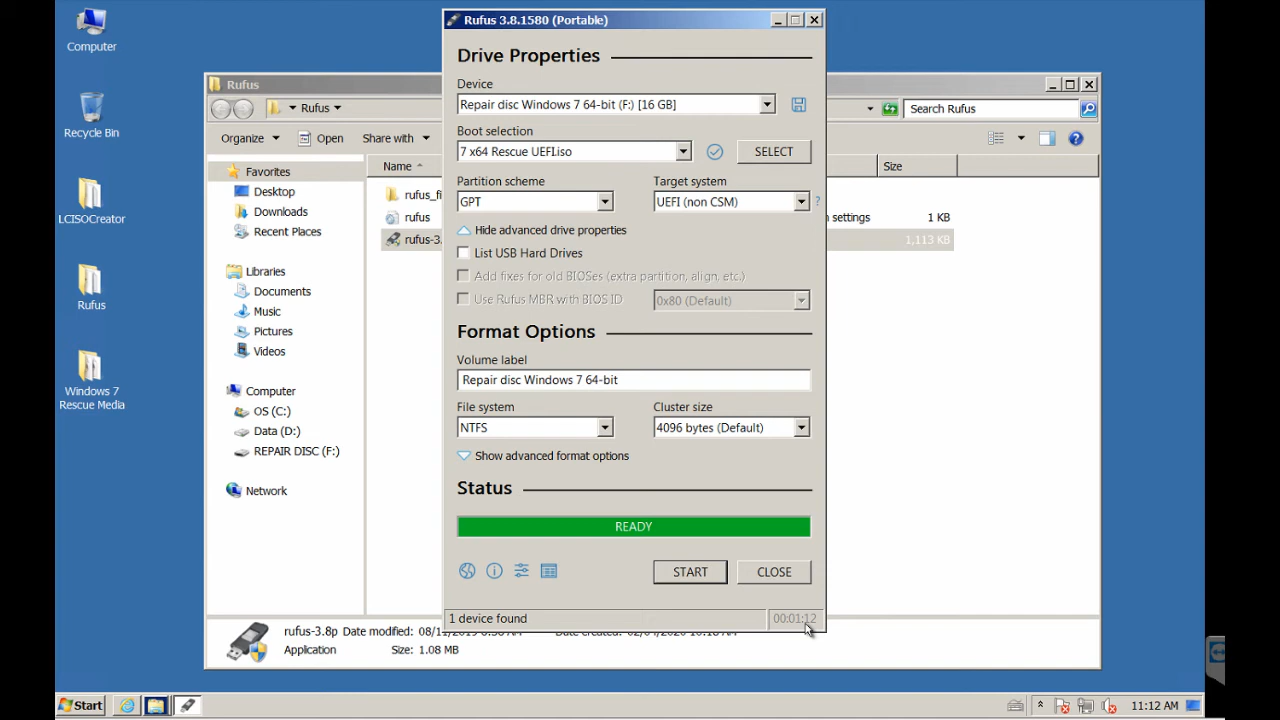 Computer
Recycle Bin
LCISOCreator
Rufus
Windows 7
Rescue Media
Rufus
Rufus
Search Rufus
Organize
Open
Share with
Favorites
Desktop
Downloads
Recent Places
Libraries
Documents
Music
Pictures
Videos
Computer
OS (C:)
Data (D:)
REPAIR DISC (F:)
Network
Name
Size
rufus_fi
rufus
n settings
1 KB
rufus-3.
1,113 KB
Rufus 3.8.1580 (Portable)
Drive Properties
Device
Repair disc Windows 7 64-bit (F:) [16 GB]
Boot selection
7 x64 Rescue UEFI.iso
SELECT
Partition scheme
Target system
GPT
UEFI (non CSM)
?
Hide advanced drive properties
List USB Hard Drives
Add fixes for old BIOSes (extra partition, align, etc.)
Use Rufus MBR with BIOS ID
0x80 (Default)
Format Options
Volume label
Repair disc Windows 7 64-bit
File system
Cluster size
NTFS
4096 bytes (Default)
Show advanced format options
Status
READY
START
CLOSE
1 device found
00:01:12
rufus-3.8p
Date modified:
Application
Size: 1.08 MB
Start
11:12 AM